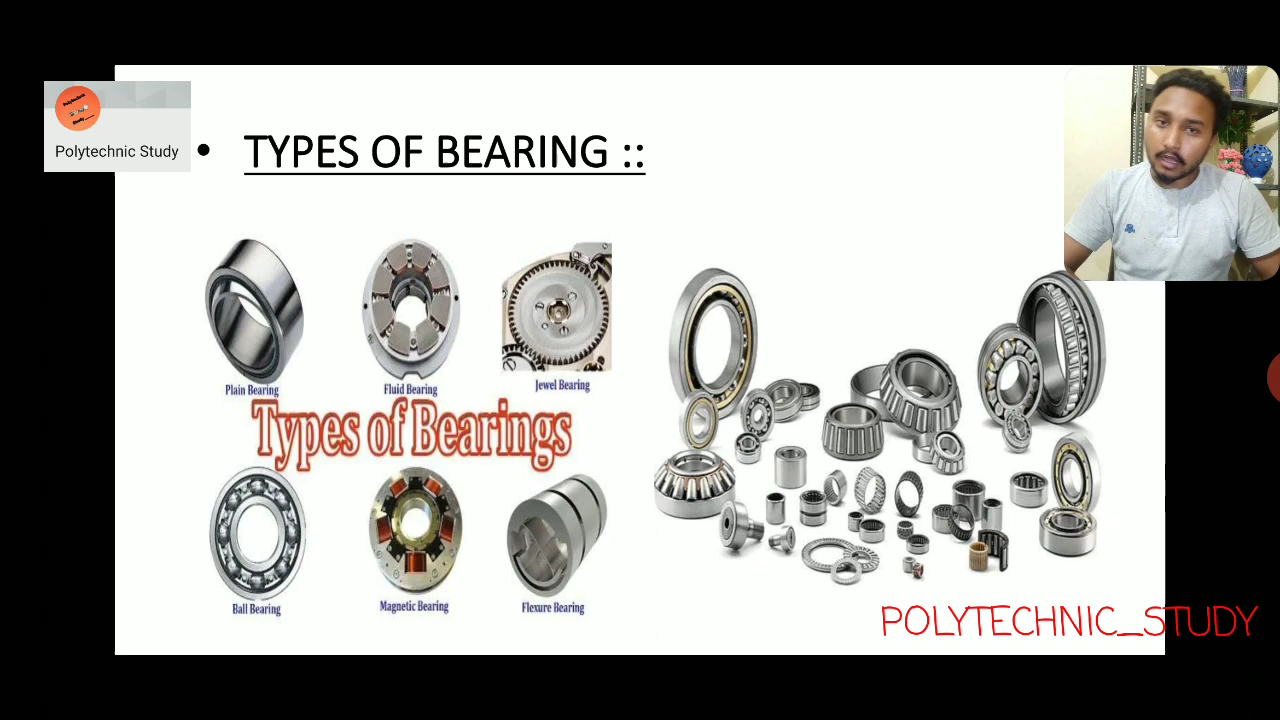 Polytechnic Study
• TYPES OF BEARING ::
Plain Bearing
Fluid Bearing
Jewel Bearing
Types of Bearings
Ball Bearing
Magnetic Bearing
Flexure Bearing
POLYTECHNIC_STUDY